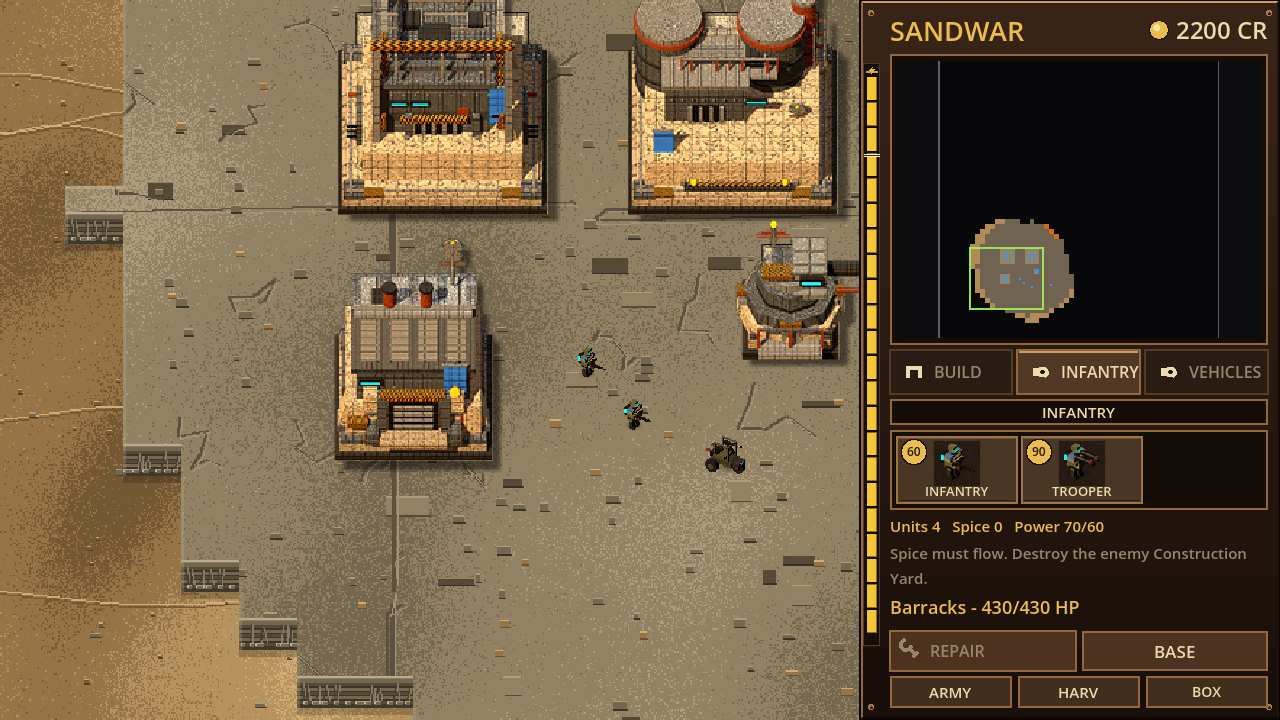 SANDWAR
2200 CR
BUILD
INFANTRY
VEHICLES
INFANTRY
60
90
INFANTRY
TROOPER
Units 4 Spice 0 Power 70/60
Spice must flow. Destroy the enemy Construction
Yard.
Barracks - 430/430 HP
REPAIR
BASE
ARMY
HARV
BOX